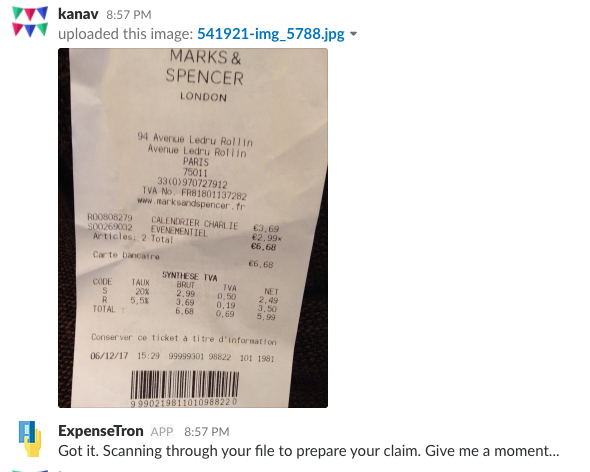 kanav 8:57 PM
uploaded this image: 541921-img_5788.jpg
MARKS &
SPENCER
LONDON
94 Avenue Ledru Rollin
Avenue Ledru Rollin
PARIS
75011
33(0)970727912
TVA No. FR81801137282
www.marksandspencer.fr
R00808279 CALENDRIER CHARLIE €3,69
S00269032 EVENEMENTIEL €2,99*
Articles: 2 Total €6,68
Carte bancaire €6,68
SYNTHESE TVA
CODE TAUX BRUT TVA NET
S 20% 2,99 0,50 2,49
R 5,5% 3,69 0,19 3,50
TOTAL : 6,68 0,69 5,99
Conserver ce ticket à titre d'information
06/12/17 15:29 99999301 98822 101 1981
9990219811010988220
ExpenseTron APP 8:57 PM
Got it. Scanning through your file to prepare your claim. Give me a moment...